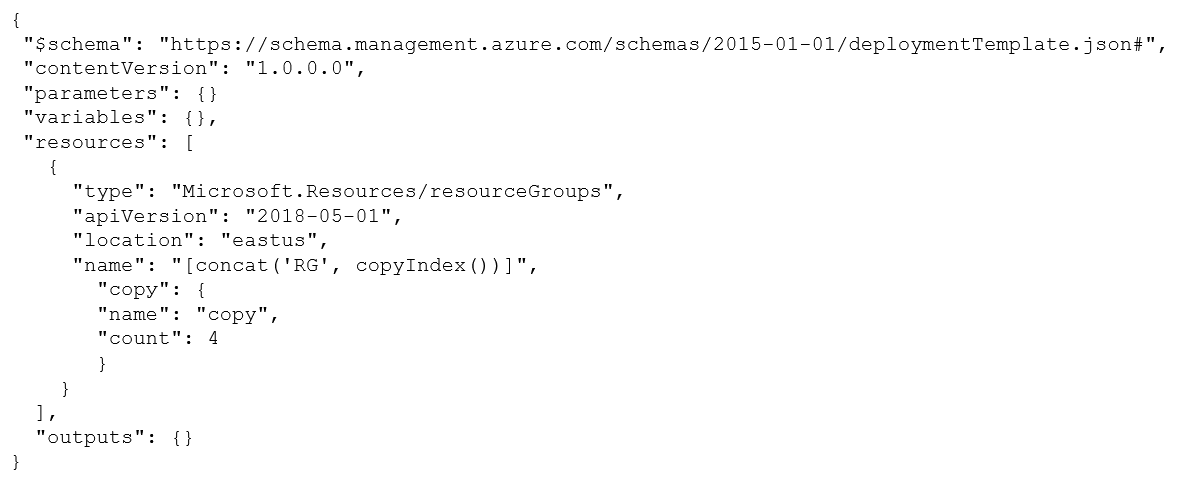 {
 "$schema": "https://schema.management.azure.com/schemas/2015-01-01/deploymentTemplate.json#",
 "contentVersion": "1.0.0.0",
 "parameters": {}
 "variables": {},
 "resources": [
   {
     "type": "Microsoft.Resources/resourceGroups",
     "apiVersion": "2018-05-01",
     "location": "eastus",
     "name": "[concat('RG', copyIndex())]",
       "copy": {
       "name": "copy",
       "count": 4
       }
    }
  ],
  "outputs": {}
}